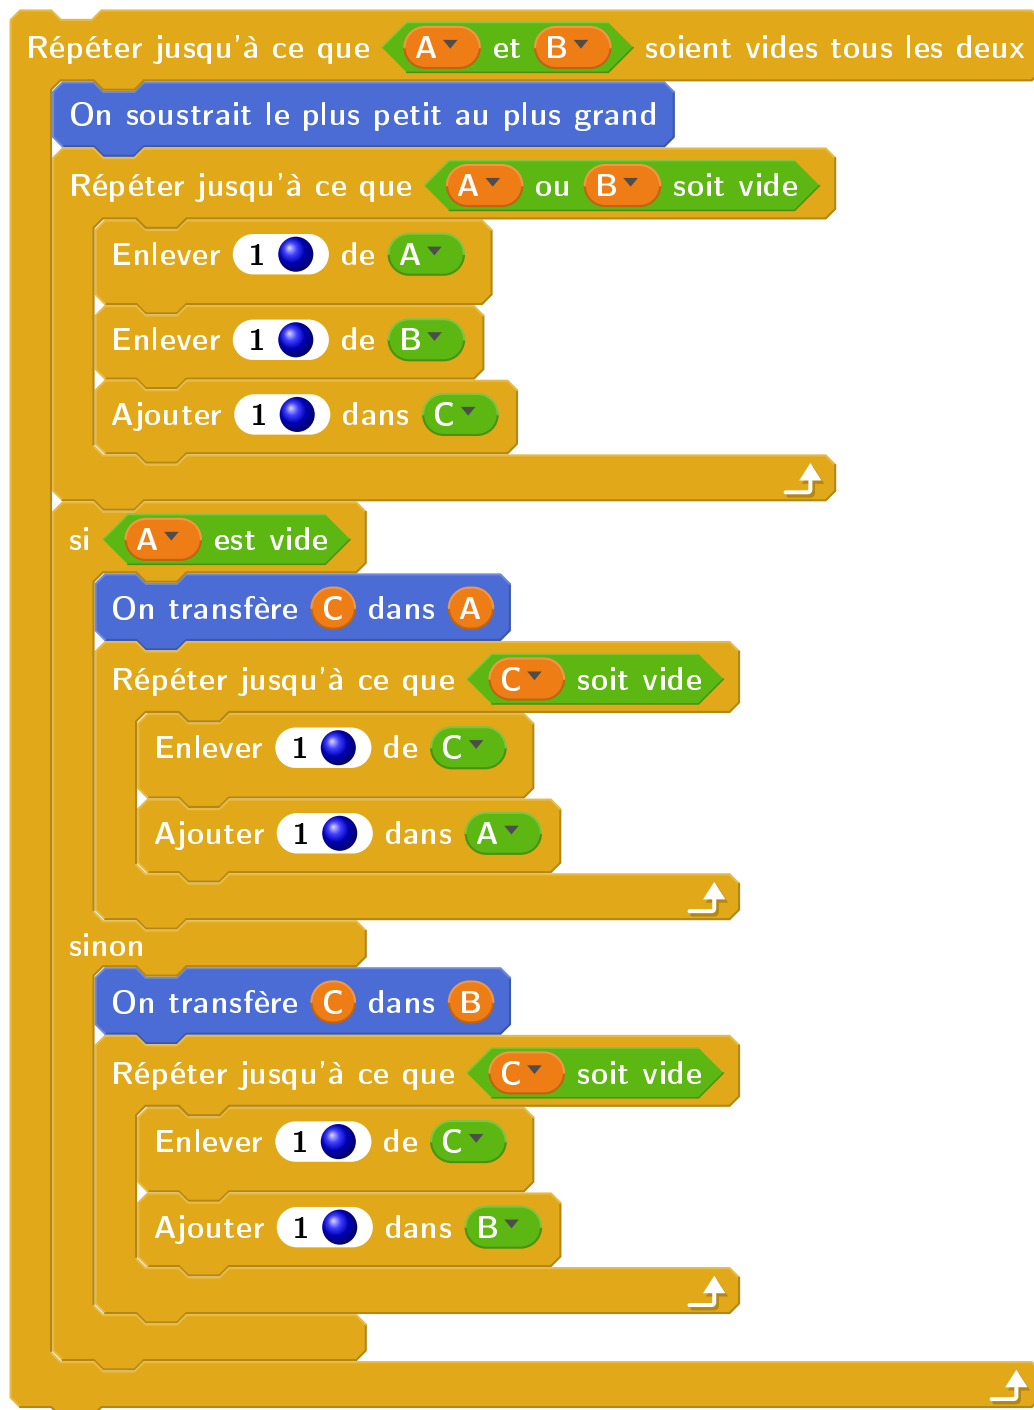 Répéter jusqu'à ce que A et B soient vides tous les deux
On soustrait le plus petit au plus grand
Répéter jusqu'à ce que A ou B soit vide
Enlever 1 de A
Enlever 1 de B
Ajouter 1 dans C
si A est vide
On transfère C dans A
Répéter jusqu'à ce que C soit vide
Enlever 1 de C
Ajouter 1 dans A
sinon
On transfère C dans B
Répéter jusqu'à ce que C soit vide
Enlever 1 de C
Ajouter 1 dans B